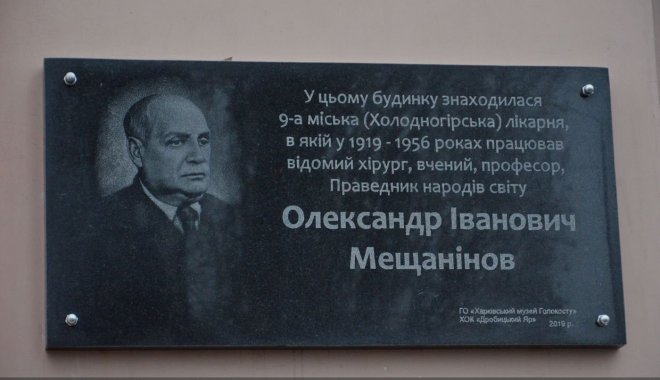 У цьому будинку знаходилася
9-а міська (Холодногірська) лікарня,
в якій у 1919 - 1956 роках працював
відомий хірург, вчений, професор,
Праведник народів світу
Олександр Іванович
Мещанінов
ГО «Харківський музей Голокосту»
ХОК «Дробицький Яр» 2019 р.